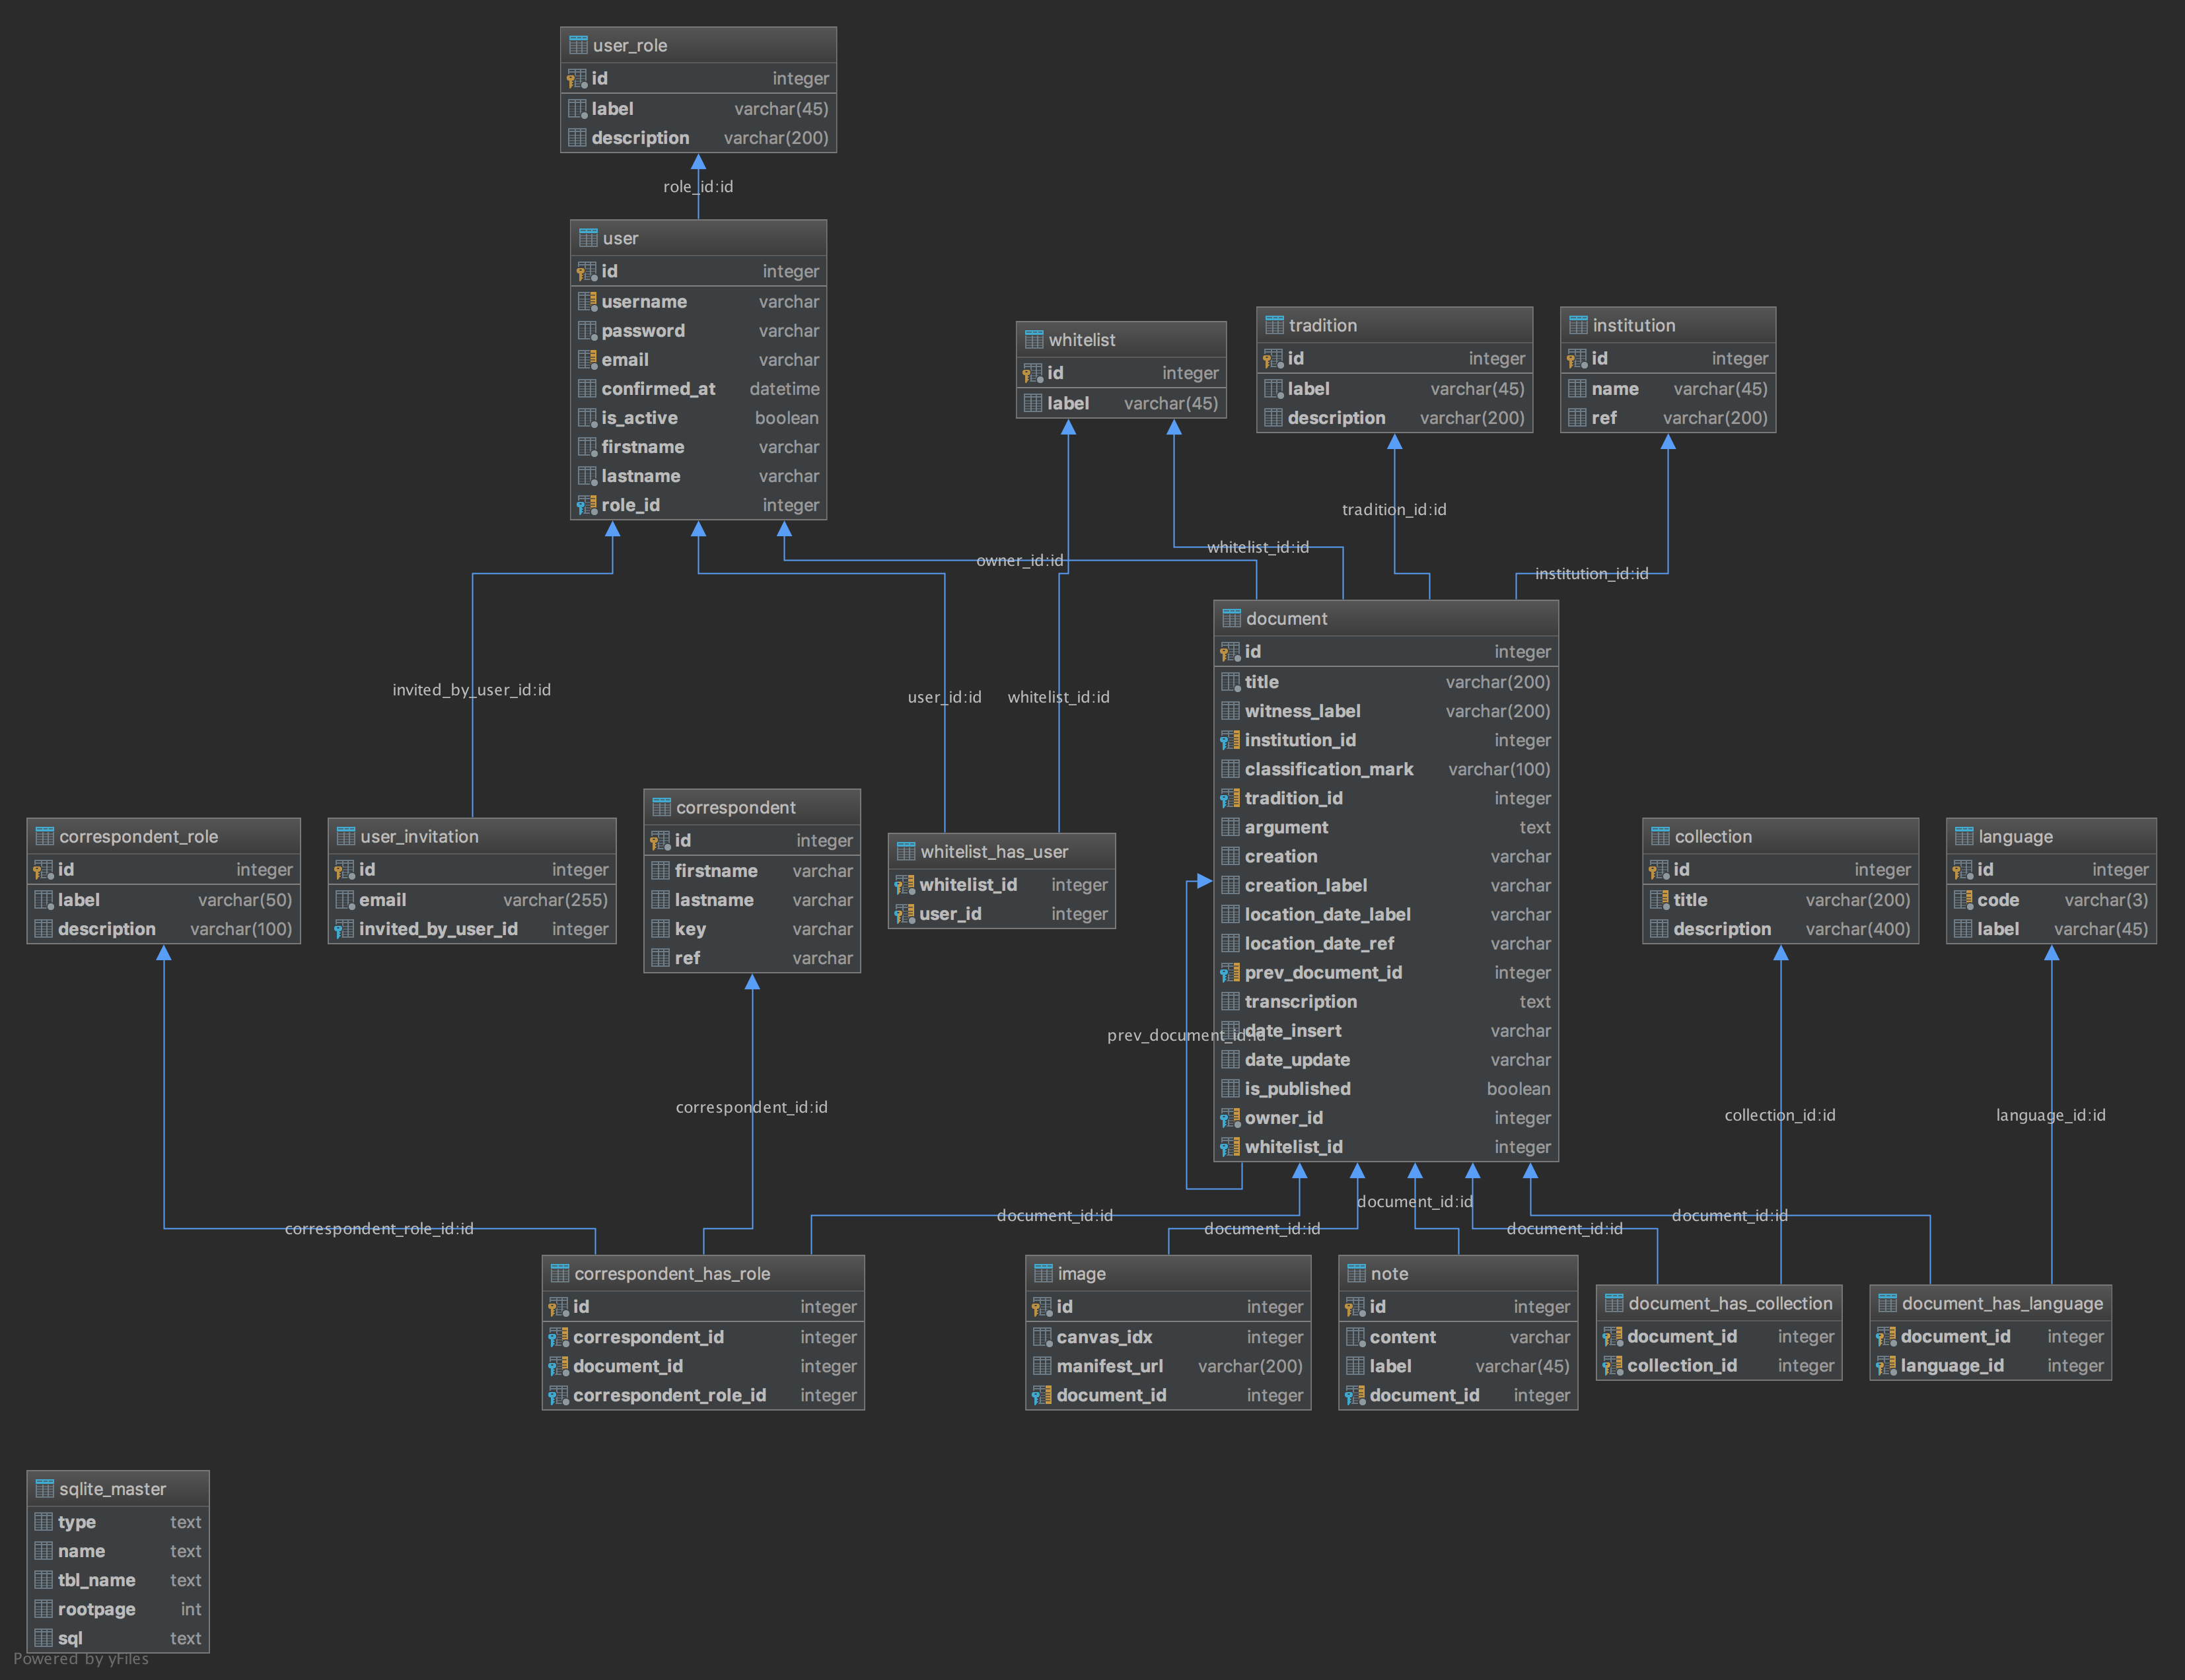 user_role
id integer
label varchar(45)
description varchar(200)
role_id:id
user
id integer
username varchar
password varchar
email varchar
confirmed_at datetime
is_active boolean
firstname varchar
lastname varchar
role_id integer
whitelist
id integer
label varchar(45)
tradition
id integer
label varchar(45)
description varchar(200)
institution
id integer
name varchar(45)
ref varchar(200)
tradition_id:id
whitelist_id:id
owner_id:id
institution_id:id
document
id integer
title varchar(200)
witness_label varchar(200)
institution_id integer
classification_mark varchar(100)
tradition_id integer
argument text
creation varchar
creation_label varchar
location_date_label varchar
location_date_ref varchar
prev_document_id integer
transcription text
date_insert varchar
date_update varchar
is_published boolean
owner_id integer
whitelist_id integer
invited_by_user_id:id
user_id:id
whitelist_id:id
correspondent_role
id integer
label varchar(50)
description varchar(100)
user_invitation
id integer
email varchar(255)
invited_by_user_id integer
correspondent
id integer
firstname varchar
lastname varchar
key varchar
ref varchar
whitelist_has_user
whitelist_id integer
user_id integer
collection
id integer
title varchar(200)
description varchar(400)
language
id integer
code varchar(3)
label varchar(45)
prev_document_id:id
correspondent_id:id
collection_id:id
language_id:id
document_id:id
document_id:id
document_id:id
correspondent_role_id:id
document_id:id
document_id:id
correspondent_has_role
id integer
correspondent_id integer
document_id integer
correspondent_role_id integer
image
id integer
canvas_idx integer
manifest_url varchar(200)
document_id integer
note
id integer
content varchar
label varchar(45)
document_id integer
document_has_collection
document_id integer
collection_id integer
document_has_language
document_id integer
language_id integer
sqlite_master
type text
name text
tbl_name text
rootpage int
sql text
Powered by yFiles